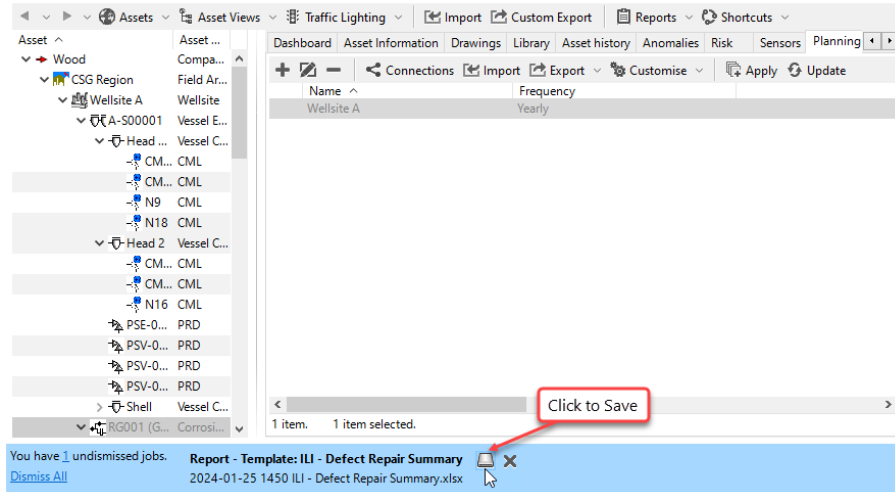 Assets Asset Views Traffic Lighting Import Custom Export Reports Shortcuts
Asset Asset ...
Dashboard Asset Information Drawings Library Asset history Anomalies Risk Sensors Planning
Wood Compa...
CSG Region Field Ar...
Connections Import Export Customise Apply Update
Wellsite A Wellsite
Name Frequency
A-S00001 Vessel E...
Wellsite A Yearly
Head ... Vessel C...
CM... CML
CM... CML
N9 CML
N18 CML
Head 2 Vessel C...
CM... CML
CM... CML
N16 CML
PSE-0... PRD
PSV-0... PRD
PSV-0... PRD
PSV-0... PRD
Shell Vessel C...
Click to Save
RG001 (G... Corrosi...
1 item. 1 item selected.
You have 1 undismissed jobs.
Dismiss All
Report - Template: ILI - Defect Repair Summary
2024-01-25 1450 ILI - Defect Repair Summary.xlsx